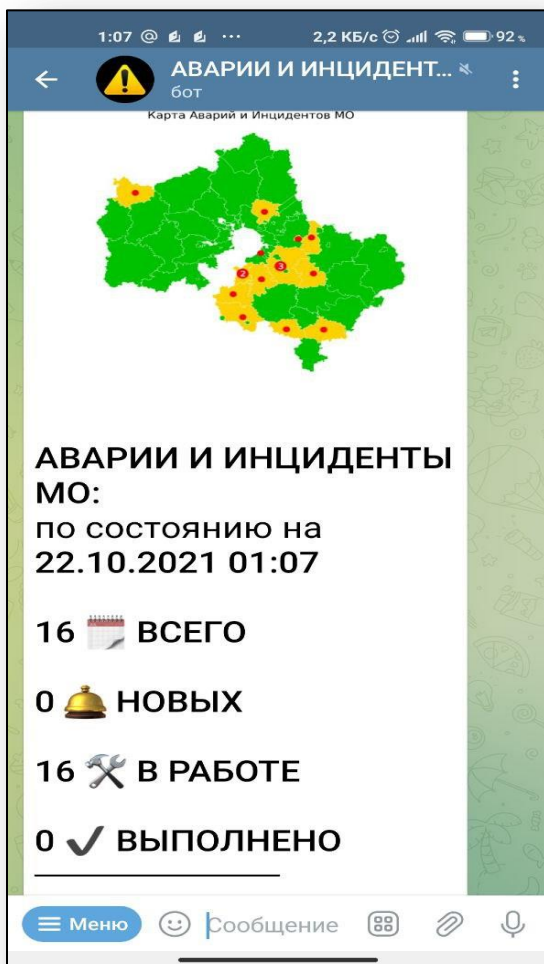 1:07 @ ... 2,2 КБ/с 92 %
АВАРИИ И ИНЦИДЕНТ...
бот
Карта Аварий и Инцидентов МО
2
3
АВАРИИ И ИНЦИДЕНТЫ
МО:
по состоянию на
22.10.2021 01:07
16 ВСЕГО
0 НОВЫХ
16 В РАБОТЕ
0 ВЫПОЛНЕНО
Меню Сообщение